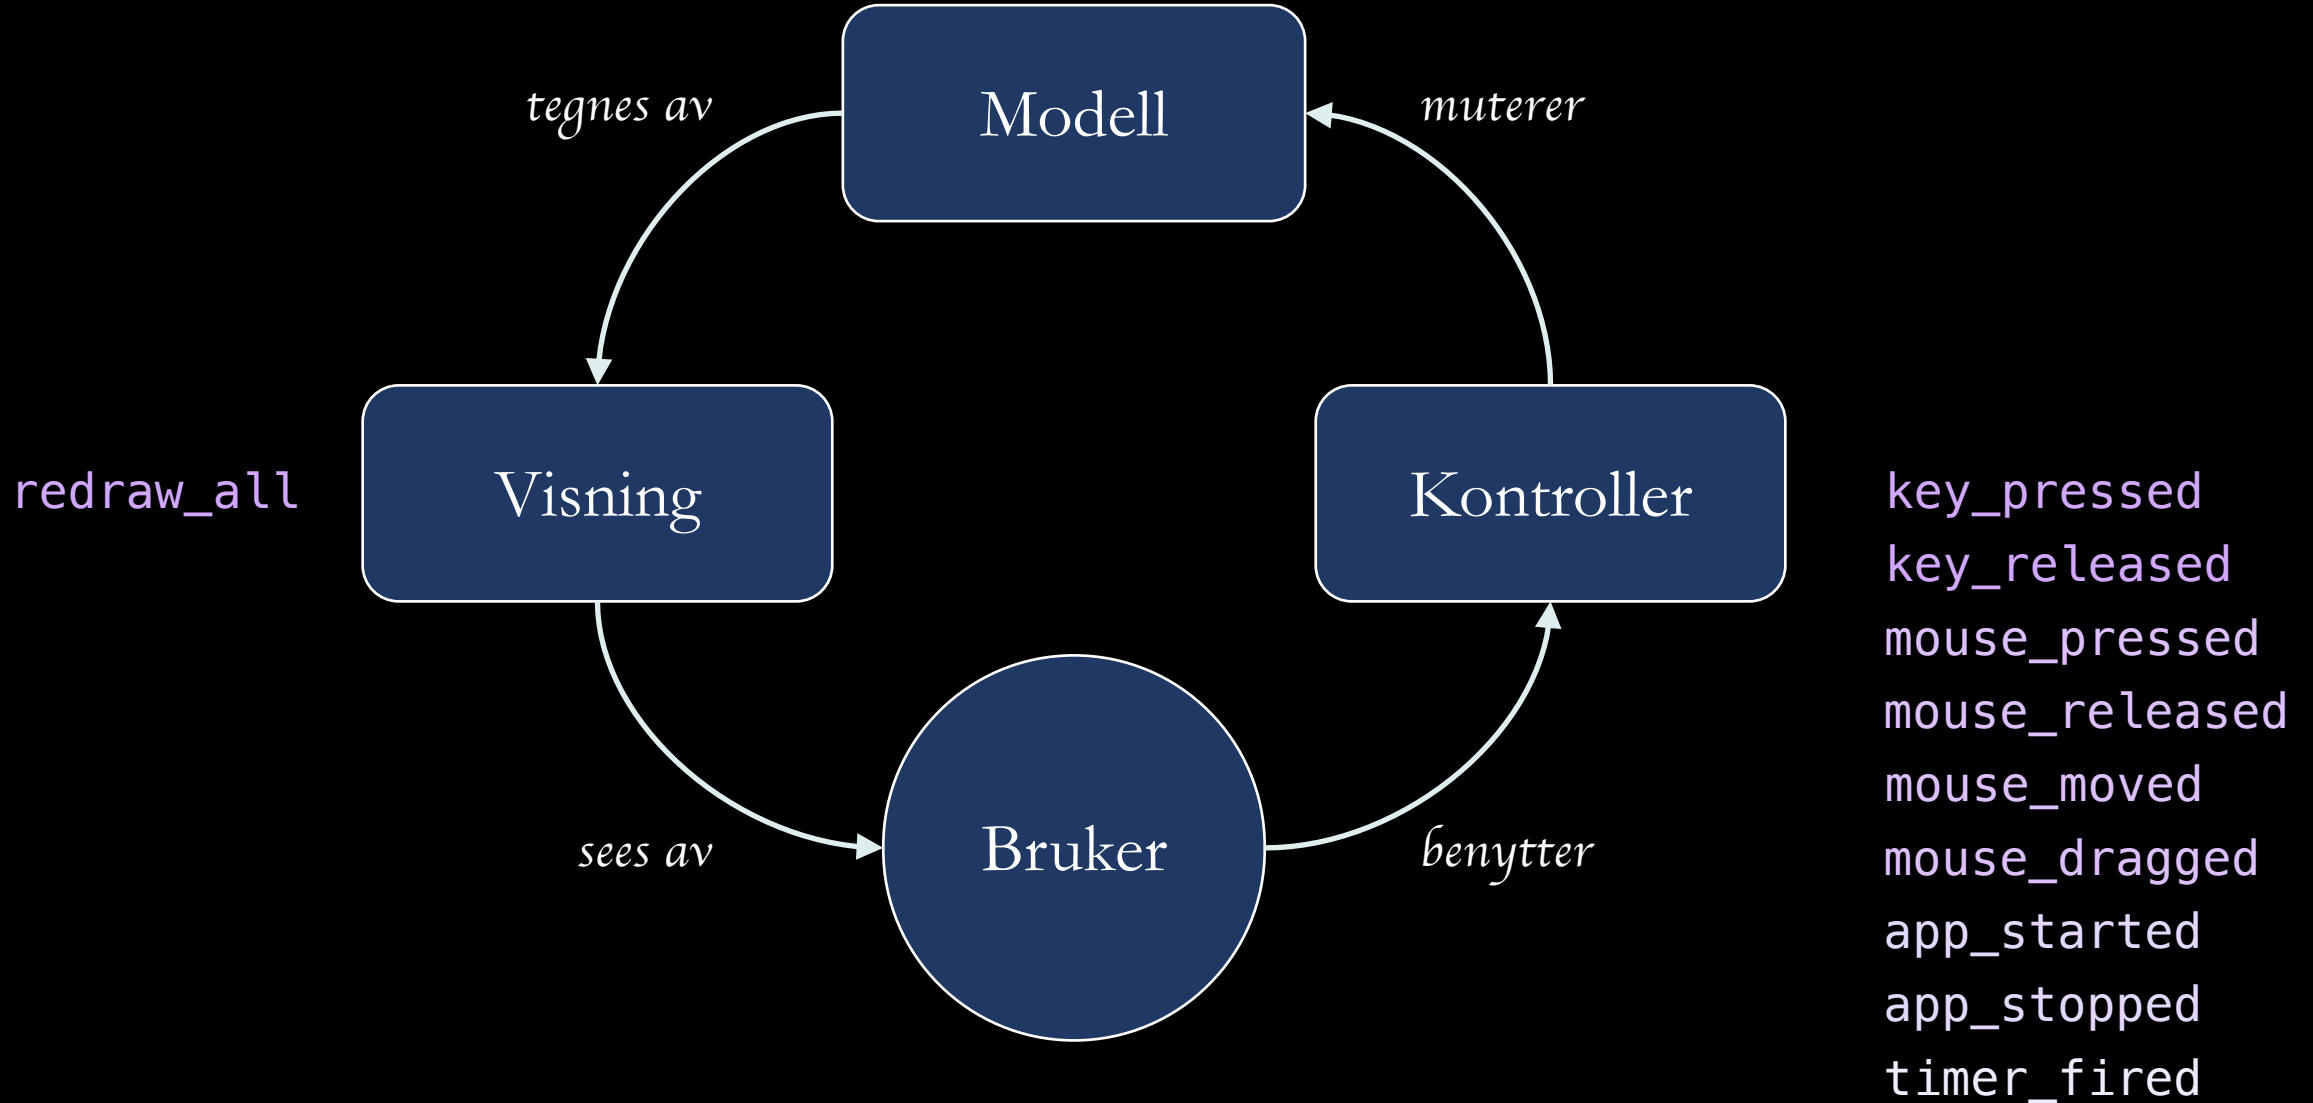 Modell
tegnes av
muterer
Visning
Kontroller
redraw_all
key_pressed
key_released
mouse_pressed
mouse_released
mouse_moved
mouse_dragged
app_started
app_stopped
timer_fired
sees av
Bruker
benytter